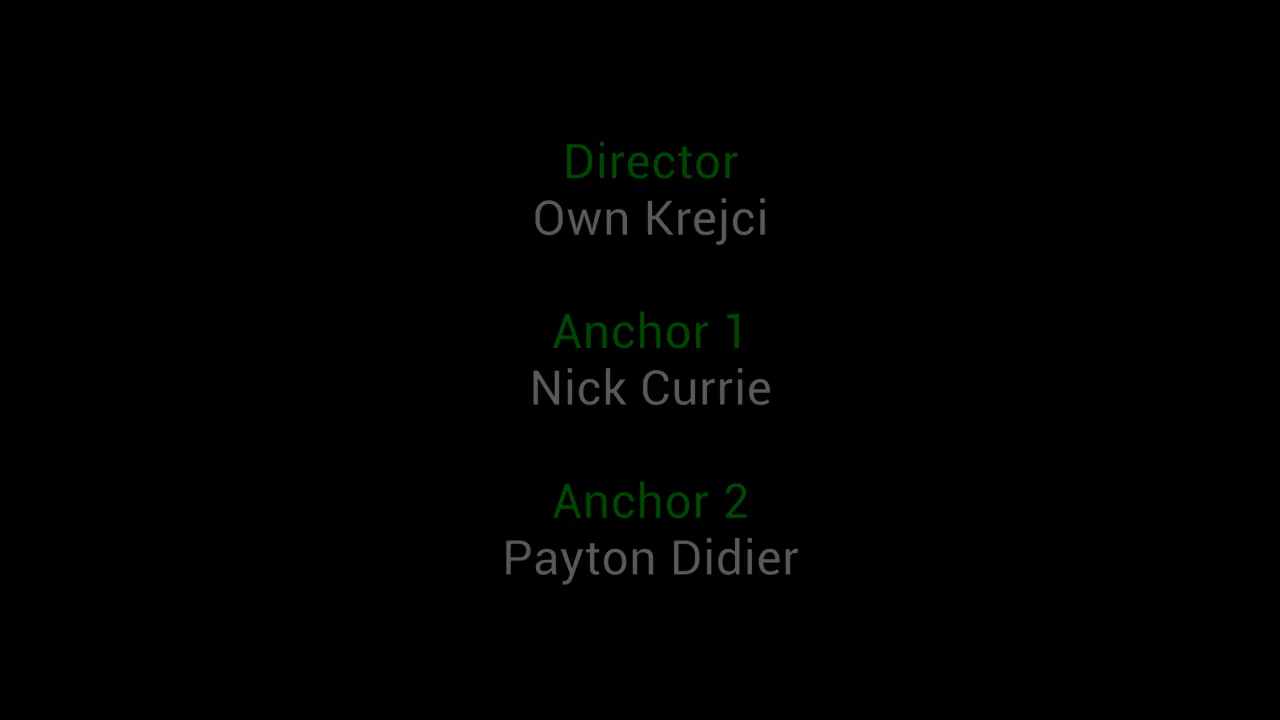 Director
Own Krejci
Anchor 1
Nick Currie
Anchor 2
Payton Didier